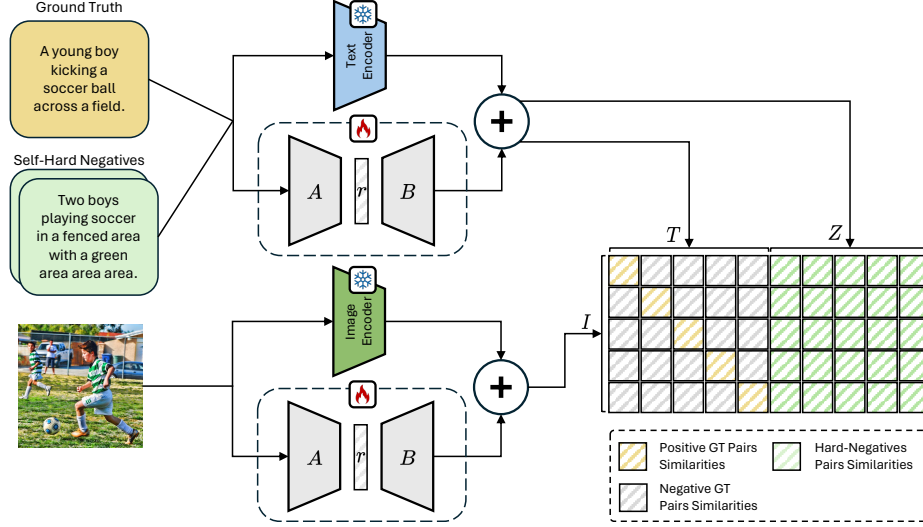 Ground Truth
A young boy
kicking a
soccer ball
across a field.
Self-Hard Negatives
Two boys
playing soccer
in a fenced area
with a green
area area area.
Text
Encoder
A
r
B
+
T
Z
Image
Encoder
A
r
B
+
I
Positive GT Pairs
Similarities
Hard-Negatives
Pairs Similarities
Negative GT
Pairs Similarities